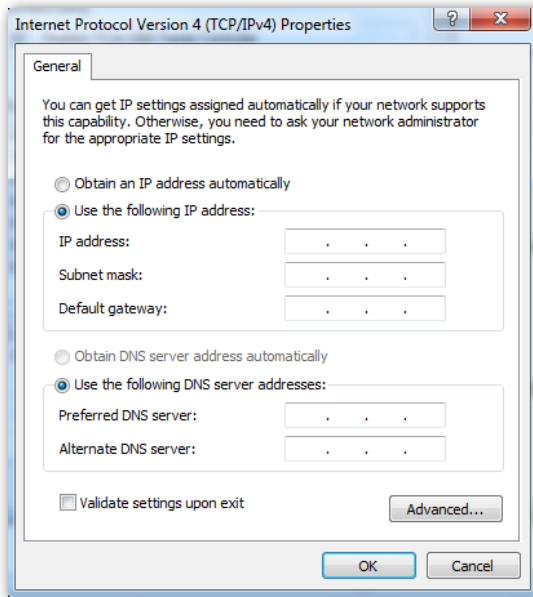 Internet Protocol Version 4 (TCP/IPv4) Properties
?
General
You can get IP settings assigned automatically if your network supports
this capability. Otherwise, you need to ask your network administrator
for the appropriate IP settings.
Obtain an IP address automatically
Use the following IP address:
IP address: . . .
Subnet mask: . . .
Default gateway: . . .
Obtain DNS server address automatically
Use the following DNS server addresses:
Preferred DNS server: . . .
Alternate DNS server: . . .
Validate settings upon exit
Advanced...
OK Cancel